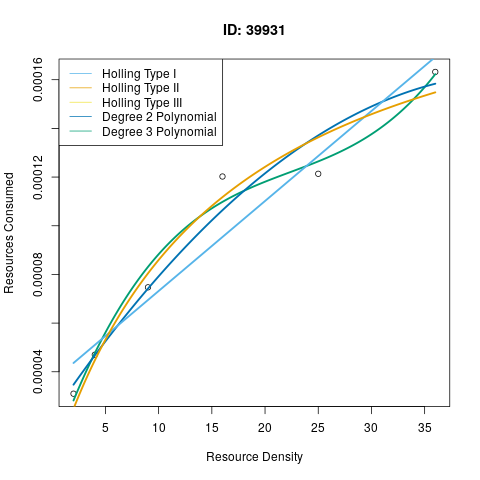 ID: 39931
Holling Type I
Holling Type II
Holling Type III
Degree 2 Polynomial
Degree 3 Polynomial
Resources Consumed
0.00016
0.00012
0.00008
0.00004
5 10 15 20 25 30 35
Resource Density